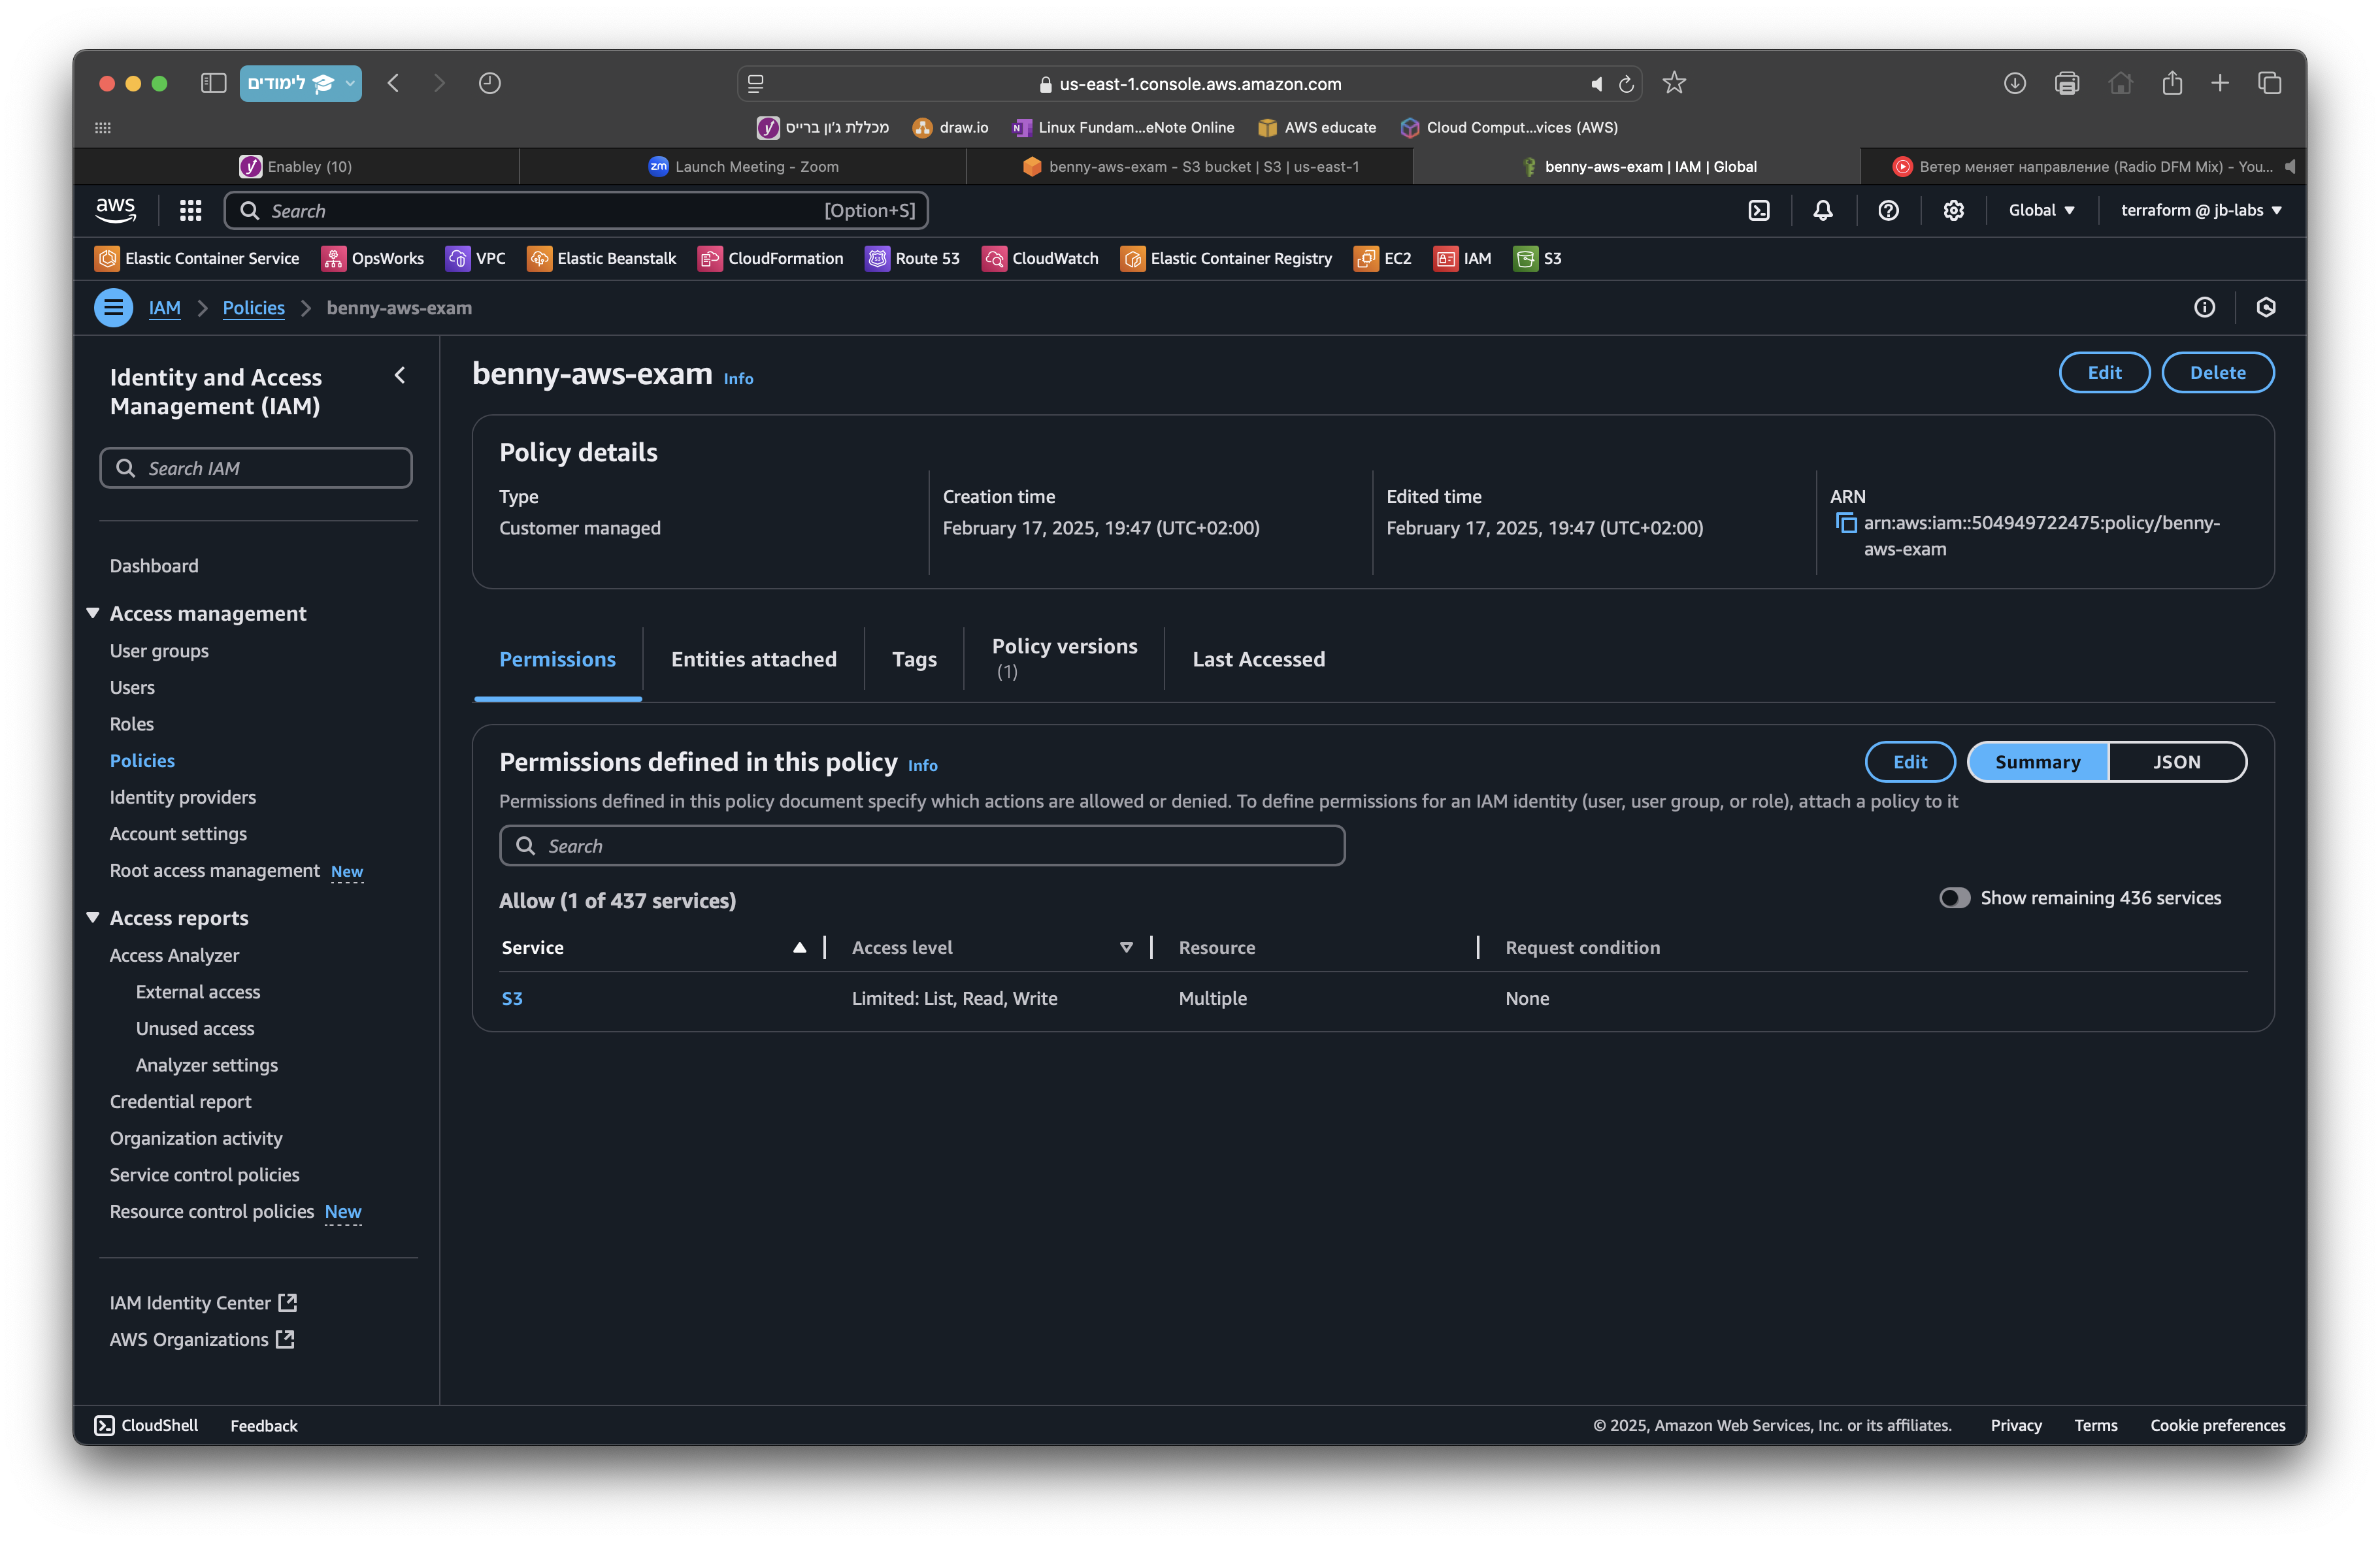 לימודים
us-east-1.console.aws.amazon.com
מכללת ג'ון ברייס
draw.io
Linux Fundam...eNote Online
AWS educate
Cloud Comput...vices (AWS)
Enabley (10)
Launch Meeting - Zoom
benny-aws-exam - S3 bucket | S3 | us-east-1
benny-aws-exam | IAM | Global
Ветер меняет направление (Radio DFM Mix) - You...
aws
Search
[Option+S]
Global
terraform @ jb-labs
Elastic Container Service
OpsWorks
VPC
Elastic Beanstalk
CloudFormation
Route 53
CloudWatch
Elastic Container Registry
EC2
IAM
S3
IAM
Policies
benny-aws-exam
Identity and Access
Management (IAM)
Search IAM
Dashboard
Access management
User groups
Users
Roles
Policies
Identity providers
Account settings
Root access management New
Access reports
Access Analyzer
External access
Unused access
Analyzer settings
Credential report
Organization activity
Service control policies
Resource control policies New
IAM Identity Center
AWS Organizations
benny-aws-exam Info
Edit
Delete
Policy details
Type
Customer managed
Creation time
February 17, 2025, 19:47 (UTC+02:00)
Edited time
February 17, 2025, 19:47 (UTC+02:00)
ARN
arn:aws:iam::504949722475:policy/benny-
aws-exam
Permissions
Entities attached
Tags
Policy versions
(1)
Last Accessed
Permissions defined in this policy Info
Edit
Summary
JSON
Permissions defined in this policy document specify which actions are allowed or denied. To define permissions for an IAM identity (user, user group, or role), attach a policy to it
Search
Allow (1 of 437 services)
Show remaining 436 services
Service
Access level
Resource
Request condition
S3
Limited: List, Read, Write
Multiple
None
CloudShell
Feedback
© 2025, Amazon Web Services, Inc. or its affiliates.
Privacy
Terms
Cookie preferences